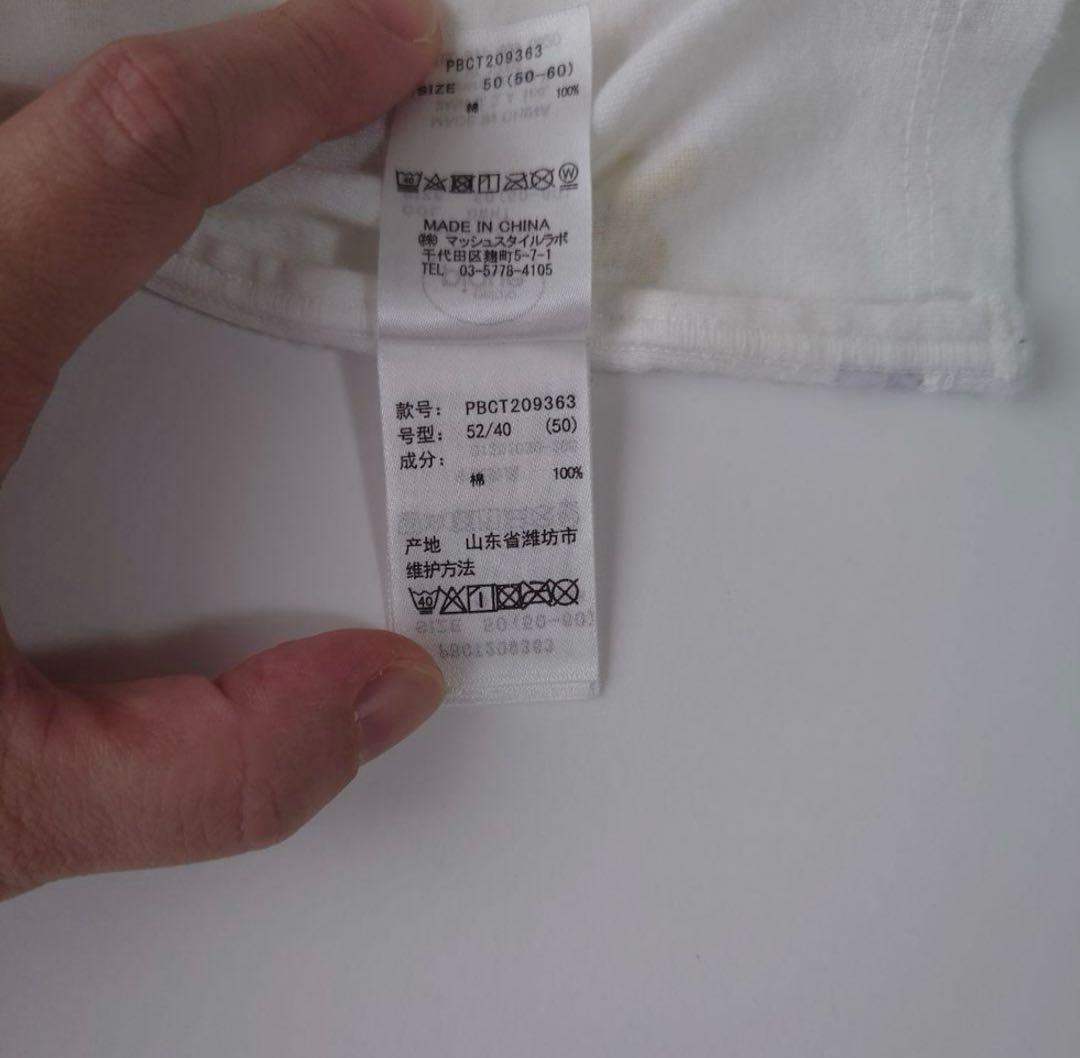 PBCT209363
SIZE 50(50-60)
綿 100%
40 W
MADE IN CHINA
㈱ マッシュスタイルラボ
千代田区麹町5-7-1
TEL 03-5778-4105
款号: PBCT209363
号型: 52/40 (50)
成分:
棉 100%
产地 山东省潍坊市
维护方法
40